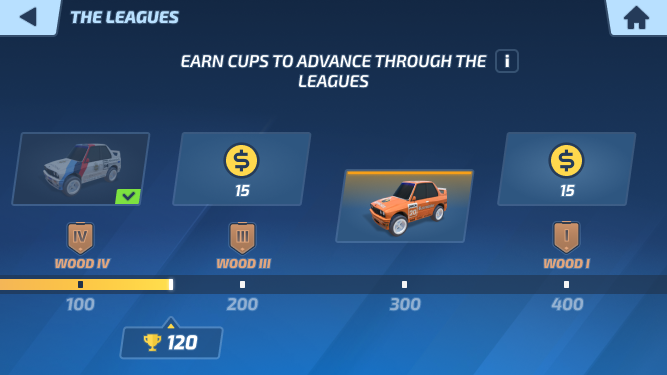 THE LEAGUES
EARN CUPS TO ADVANCE THROUGH THE
LEAGUES
i
$
15
$
15
IV
III
I
WOOD IV
WOOD III
WOOD I
100
200
300
400
120